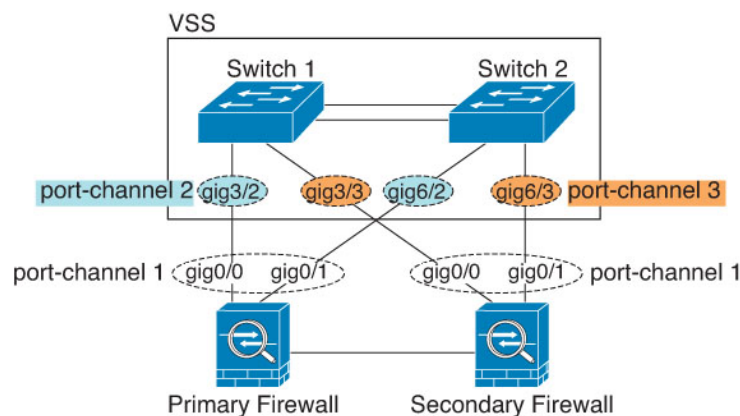 VSS
Switch 1
Switch 2
port-channel 2
gig3/2
gig3/3
gig6/2
gig6/3
port-channel 3
port-channel 1
gig0/0
gig0/1
gig0/0
gig0/1
port-channel 1
Primary Firewall
Secondary Firewall